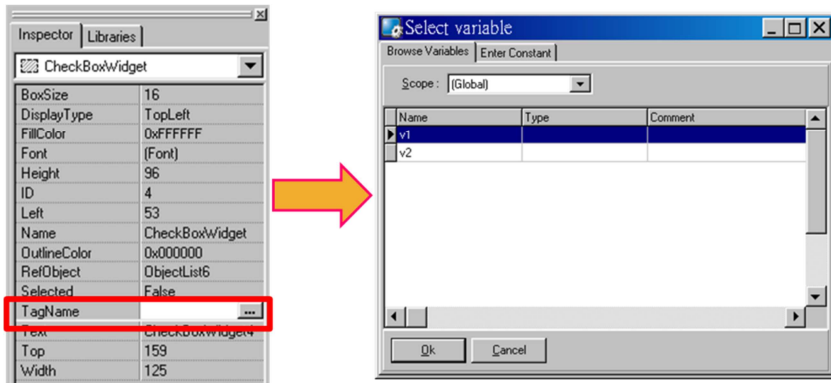 Inspector Libraries
CheckBoxWidget
BoxSize 16
DisplayType TopLeft
FillColor 0xFFFFFF
Font (Font)
Height 96
ID 4
Left 53
Name CheckBoxWidget
OutlineColor 0x000000
RefObject ObjectList6
Selected False
TagName ...
Text CheckBoxWidget4
Top 159
Width 125
Select variable
Browse Variables Enter Constant
Scope : (Global)
Name Type Comment
v1
v2
Ok Cancel